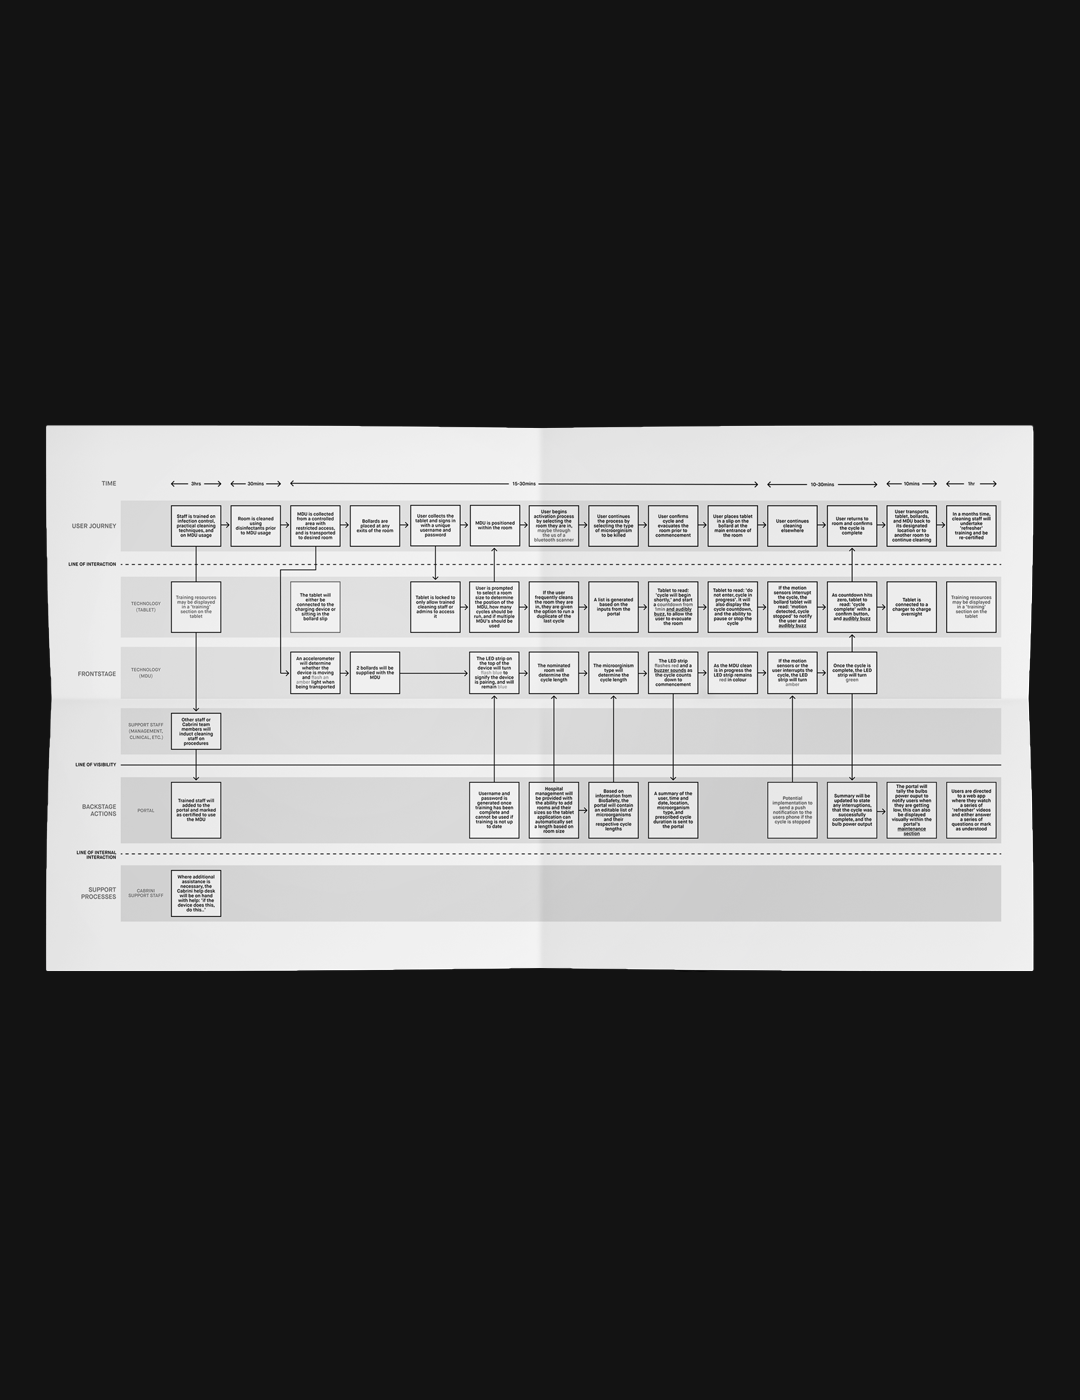 TIME
3hrs
30mins
15-30mins
10-30mins
10mins
1hr
USER JOURNEY
Staff is trained on
infection control,
practical cleaning
techniques, and
on MDU usage
Room is cleaned
using
disinfectants prior
to MDU usage
MDU is collected
from a controlled
area with
restricted access,
and is transported
to desired room
Bollards are
placed at any
exits of the room
User collects the
tablet and signs in
with a unique
username and
password
MDU is positioned
within the room
User begins
activation process
by selecting the
room they are in,
maybe through
the us of a
bluetooth scanner
User continues
the process by
selecting the type
of microorganism
to be killed
User confirms
cycle and
evacuates the
room prior to
commencement
User places tablet
in a slip on the
bollard at the
main entrance of
the room
User continues
cleaning
elsewhere
User returns to
room and confirms
the cycle is
complete
User transports
tablet, bollards,
and MDU back to
its designated
location or to
another room to
continue cleaning
In a months time,
cleaning staff will
undertake
'refresher'
training and be
re-certified
LINE OF INTERACTION
TECHNOLOGY
(TABLET)
Training resources
may be displayed
in a 'training'
section on the
tablet
The tablet will
either be
connected to the
charging device or
sitting in the
bollard slip
Tablet is locked to
only allow trained
cleaning staff or
admins to access
it
User is prompted
to select a room
size to determine
the position of the
MDU, how many
cycles should be
run, and if multiple
MDU's should be
used
If the user
frequently cleans
the room they are
in, they are given
the option to run a
duplicate of the
last cycle
A list is generated
based on the
inputs from the
portal
Tablet to read:
'cycle will begin
shortly,' and start
a countdown from
1min and audibly
buzz, to allow the
user to evacuate
the room
Tablet to read: 'do
not enter, cycle in
progress'. It will
also display the
cycle countdown,
and the ability to
pause or stop the
cycle
If the motion
sensors interrupt
the cycle, the
bollard tablet will
read: 'motion
detected, cycle
stopped' to notify
the user and
audibly buzz
As countdown hits
zero, tablet to
read: 'cycle
complete' with a
confirm button,
and audibly buzz
Tablet is
connected to a
charger to charge
overnight
Training resources
may be displayed
in a 'training'
section on the
tablet
FRONTSTAGE
TECHNOLOGY
(MDU)
An accelerometer
will determine
whether the
device is moving
and flash an
amber light when
being transported
2 bollards will be
supplied with the
MDU
The LED strip on
the top of the
device will turn
flash blue to
signify the device
is pairing, and will
remain blue
The nominated
room will
determine the
cycle length
The microorginism
type will
determine the
cycle length
The LED strip
flashes red and a
buzzer sounds as
the cycle counts
down to
commencement
As the MDU clean
is in progress the
LED strip remains
red in colour
If the motion
sensors or the
user interrupts the
cycle, the LED
strip will turn
amber
Once the cycle is
complete, the LED
strip will turn
green
SUPPORT STAFF
(MANAGEMENT,
CLINICAL, ETC.)
Other staff or
Cabrini team
members will
induct cleaning
staff on
procedures
LINE OF VISIBILITY
BACKSTAGE
ACTIONS
PORTAL
Trained staff will
added to the
portal and marked
as certified to use
the MDU
Username and
password is
generated once
training has been
complete and
cannot be used if
training is not up
to date
Hospital
management will
be provided with
the ability to add
rooms and their
sizes so the tablet
application can
automatically set
a length based on
room size
Based on
information from
BioSafety, the
portal will contain
an editable list of
microorganisms
and their
respective cycle
lengths
A summary of the
user, time and
date, location,
microorganism
type, and
prescribed cycle
duration is sent to
the portal
Potential
implementation to
send a push
notification to the
users phone if the
cycle is stopped
Summary will be
updated to state
any interruptions,
that the cycle was
successfully
complete, and the
bulb power output
The portal will
tally the bulbs
power ouput to
notify users when
they are getting
low, this can also
be displayed
visually within the
portal's
maintenance
section
Users are directed
to a web app
where they watch
a series of
'refresher' videos
and either answer
a series of
questions or mark
as understood
LINE OF INTERNAL
INTERACTION
SUPPORT
PROCESSES
CABRINI
SUPPORT STAFF
Where additional
assistance is
necessary, the
Cabrini help desk
will be on hand
with help: 'if the
device does this,
do this...'